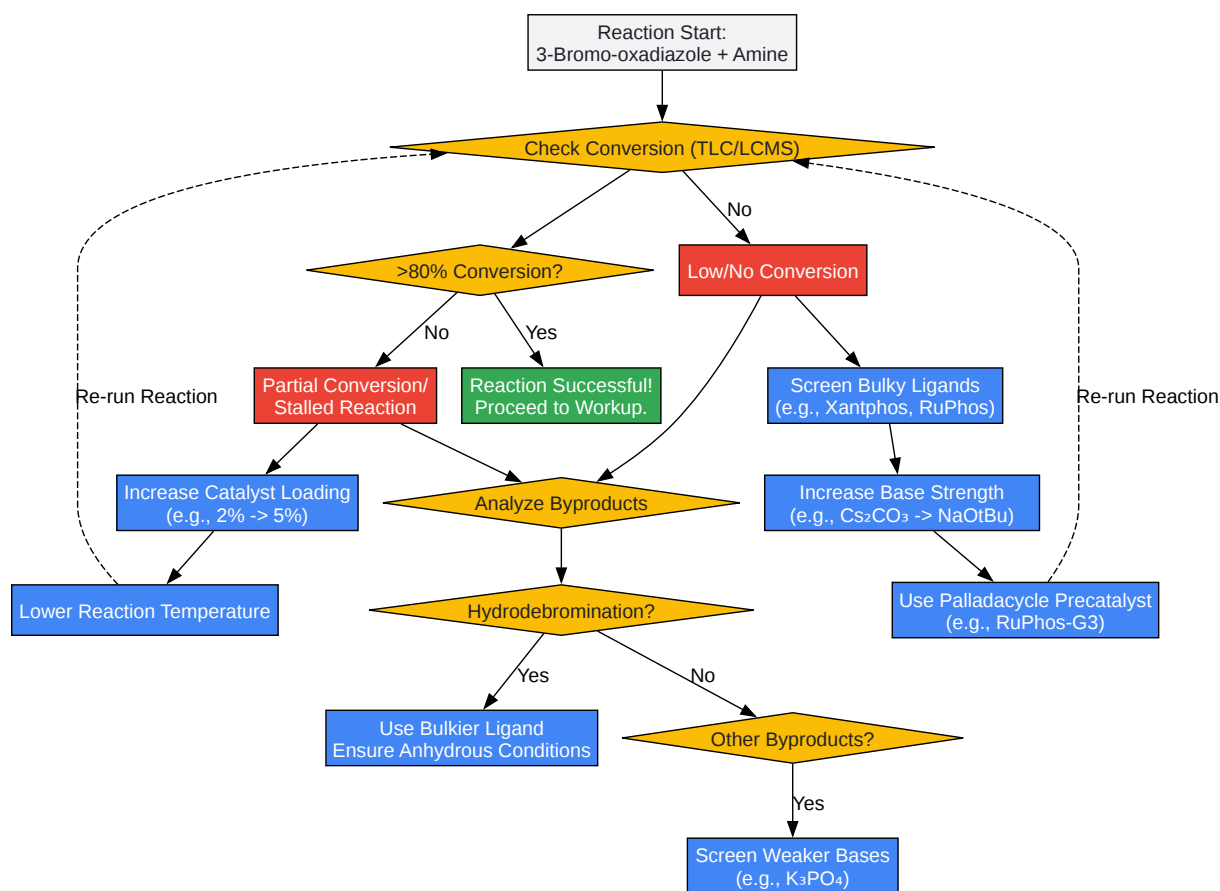 Reaction Start:
3-Bromo-oxadiazole + Amine
Check Conversion (TLC/LCMS)
No
>80% Conversion?
Low/No Conversion
No
Yes
Partial Conversion/
Stalled Reaction
Reaction Successful!
Proceed to Workup.
Screen Bulky Ligands
(e.g., Xantphos, RuPhos)
Re-run Reaction
Re-run Reaction
Increase Catalyst Loading
(e.g., 2% -> 5%)
Analyze Byproducts
Increase Base Strength
(e.g., Cs₂CO₃ -> NaOtBu)
Lower Reaction Temperature
Hydrodebromination?
Use Palladacycle Precatalyst
(e.g., RuPhos-G3)
Yes
No
Use Bulkier Ligand
Ensure Anhydrous Conditions
Other Byproducts?
Yes
Screen Weaker Bases
(e.g., K₃PO₄)